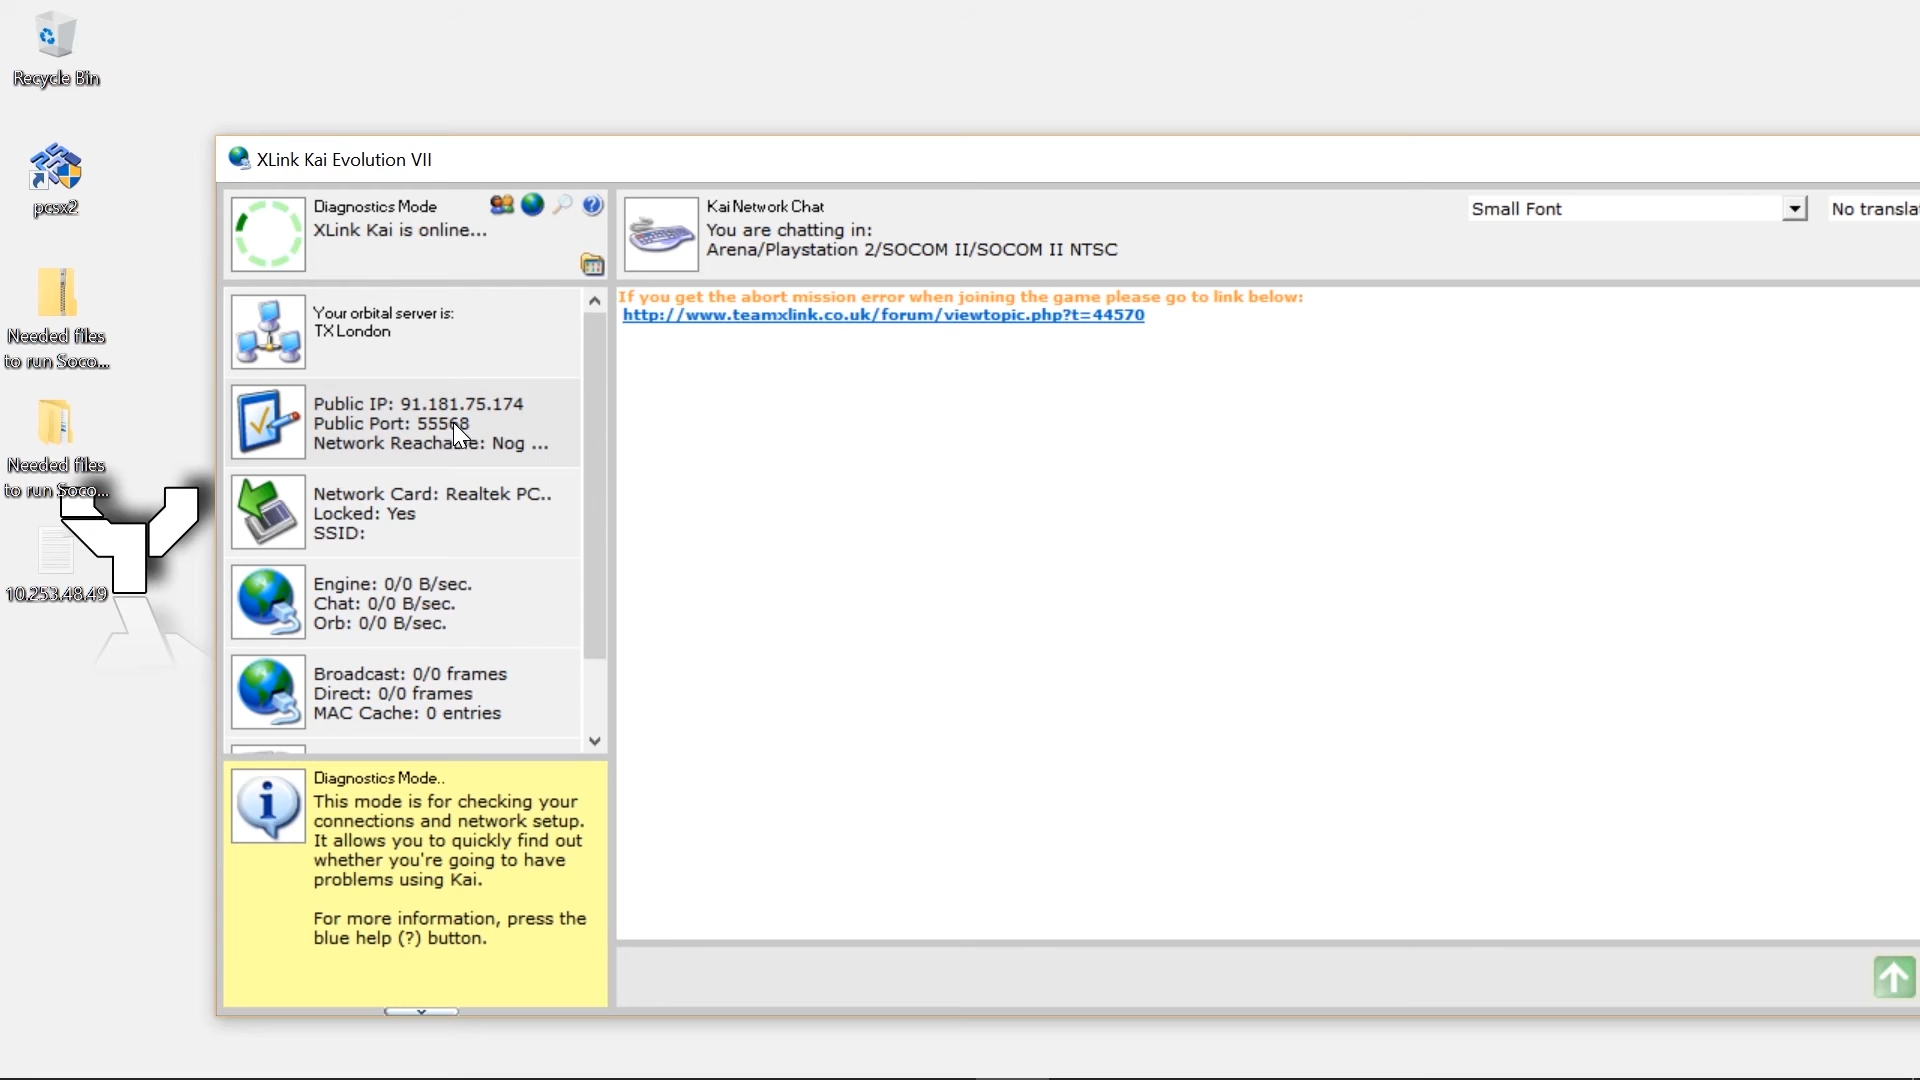 Recycle Bin
pcsx2
Needed files
to run Soco...
Needed files
to run Soco...
10.253.48.49
XLink Kai Evolution VII
Diagnostics Mode
XLink Kai is online...
Your orbital server is:
TX London
Public IP: 91.181.75.174
Public Port: 55568
Network Reachable: Nog ...
Network Card: Realtek PC..
Locked: Yes
SSID:
Engine: 0/0 B/sec.
Chat: 0/0 B/sec.
Orb: 0/0 B/sec.
Broadcast: 0/0 frames
Direct: 0/0 frames
MAC Cache: 0 entries
Diagnostics Mode..
This mode is for checking your
connections and network setup.
It allows you to quickly find out
whether you're going to have
problems using Kai.
For more information, press the
blue help (?) button.
Kai Network Chat
You are chatting in:
Arena/Playstation 2/SOCOM II/SOCOM II NTSC
Small Font
No transla
If you get the abort mission error when joining the game please go to link below:
http://www.teamxlink.co.uk/forum/viewtopic.php?t=44570